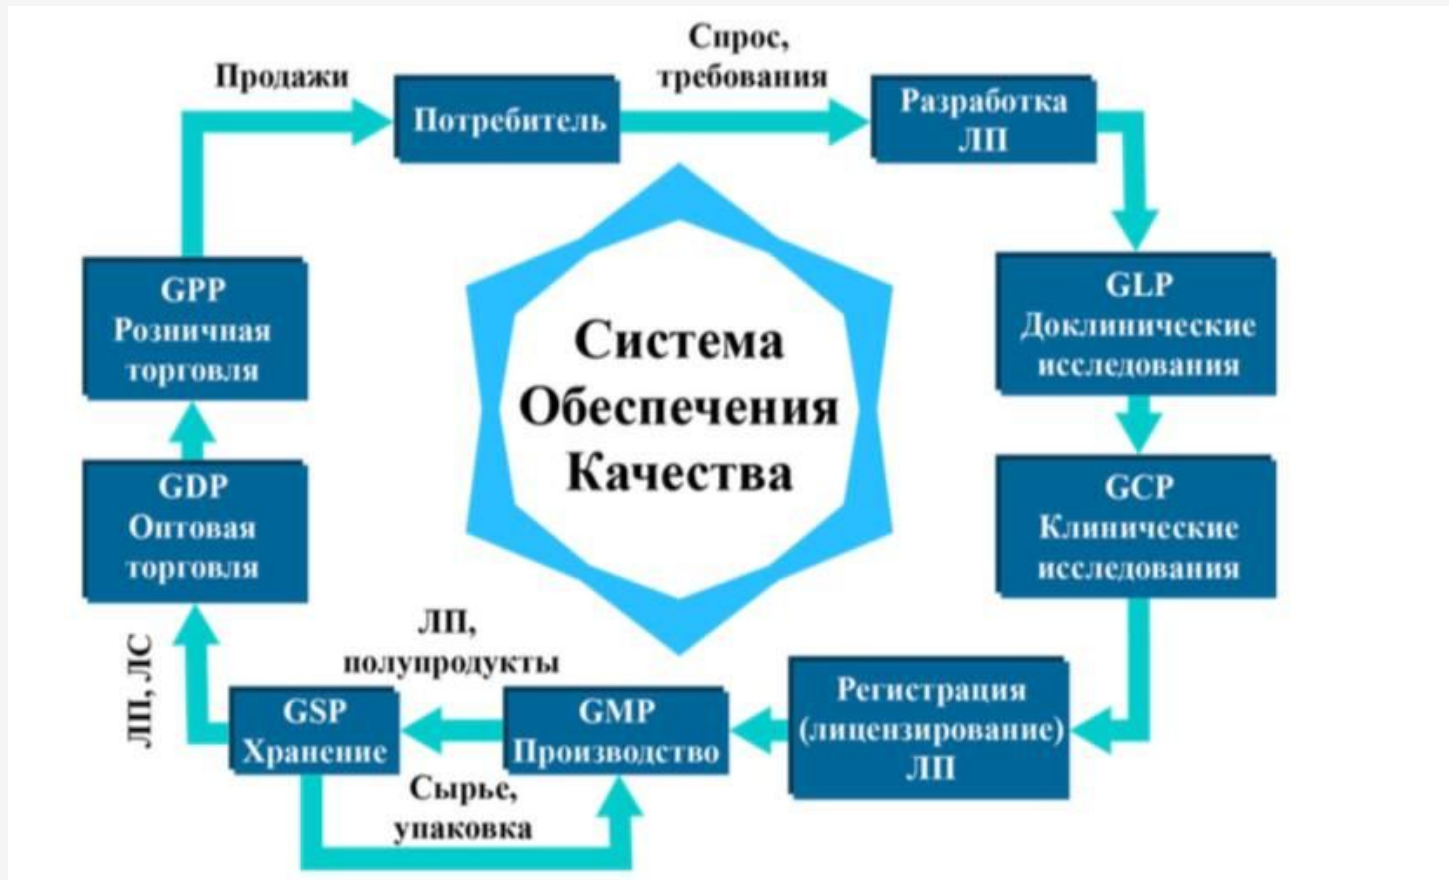 Продажи
Потребитель
Спрос,
требования
Разработка
ЛП
GLP
Доклинические
исследования
GCP
Клинические
исследования
Регистрация
(лицензирование)
ЛП
GMP
Производство
ЛП,
полупродукты
Сырье,
упаковка
GSP
Хранение
ЛП, ЛС
GDP
Оптовая
торговля
GPP
Розничная
торговля
Система
Обеспечения
Качества